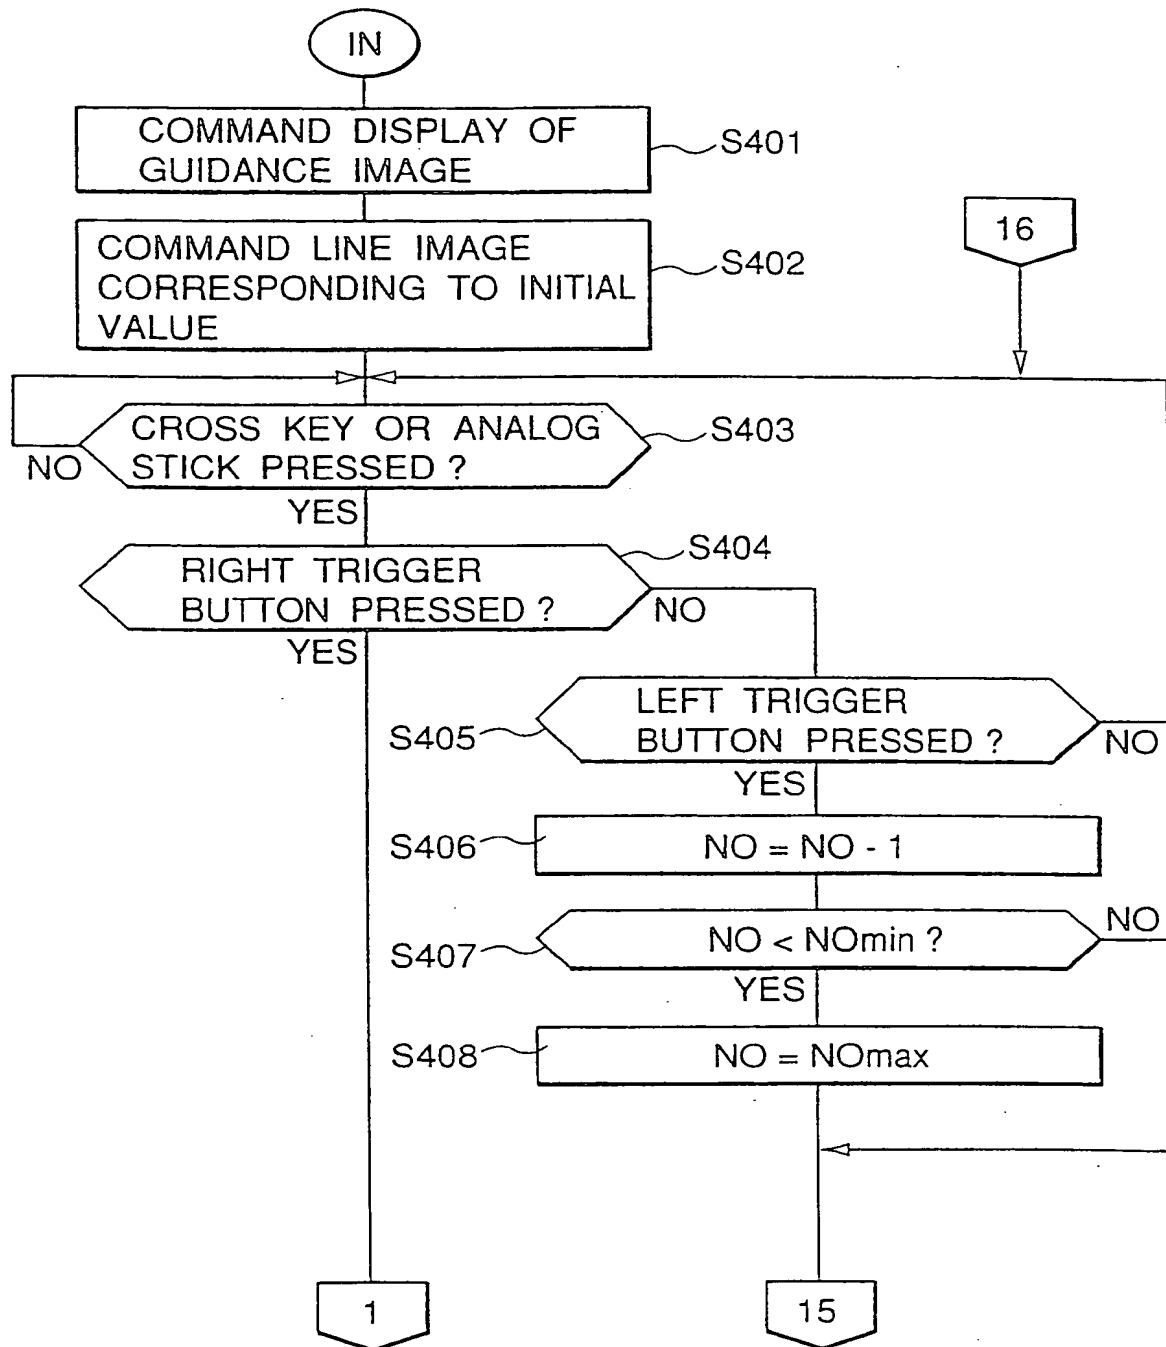 IN
COMMAND DISPLAY OF
GUIDANCE IMAGE
S401
COMMAND LINE IMAGE
CORRESPONDING TO INITIAL
VALUE
S402
16
CROSS KEY OR ANALOG
STICK PRESSED ?
S403
NO
YES
RIGHT TRIGGER
BUTTON PRESSED ?
S404
NO
YES
LEFT TRIGGER
BUTTON PRESSED ?
S405
NO
YES
S406
NO = NO - 1
NO < NOmin ?
NO
S407
YES
S408
NO = NOmax
1
15